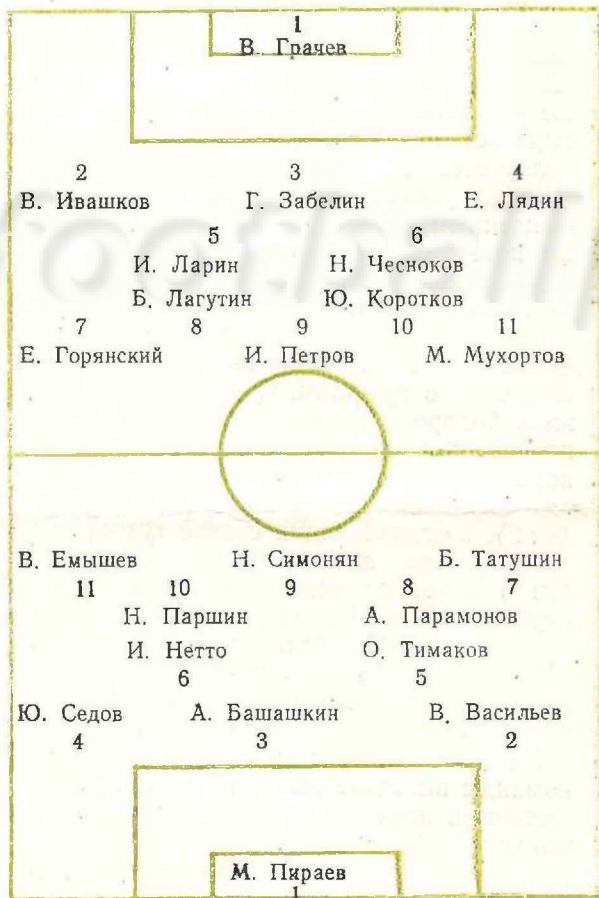 1
В. Грачев
2 3 4
В. Ивашков Г. Забелин Е. Лядин
5 6
И. Ларин Н. Чесноков
Б. Лагутин Ю. Коротков
7 8 9 10 11
Е. Горянский И. Петров М. Мухортов
В. Емышев Н. Симонян Б. Татушин
11 10 9 8 7
Н. Паршин А. Парамонов
И. Нетто О. Тимаков
6 5
Ю. Седов А. Башашкин В. Васильев
4 3 2
М. Пираев
1